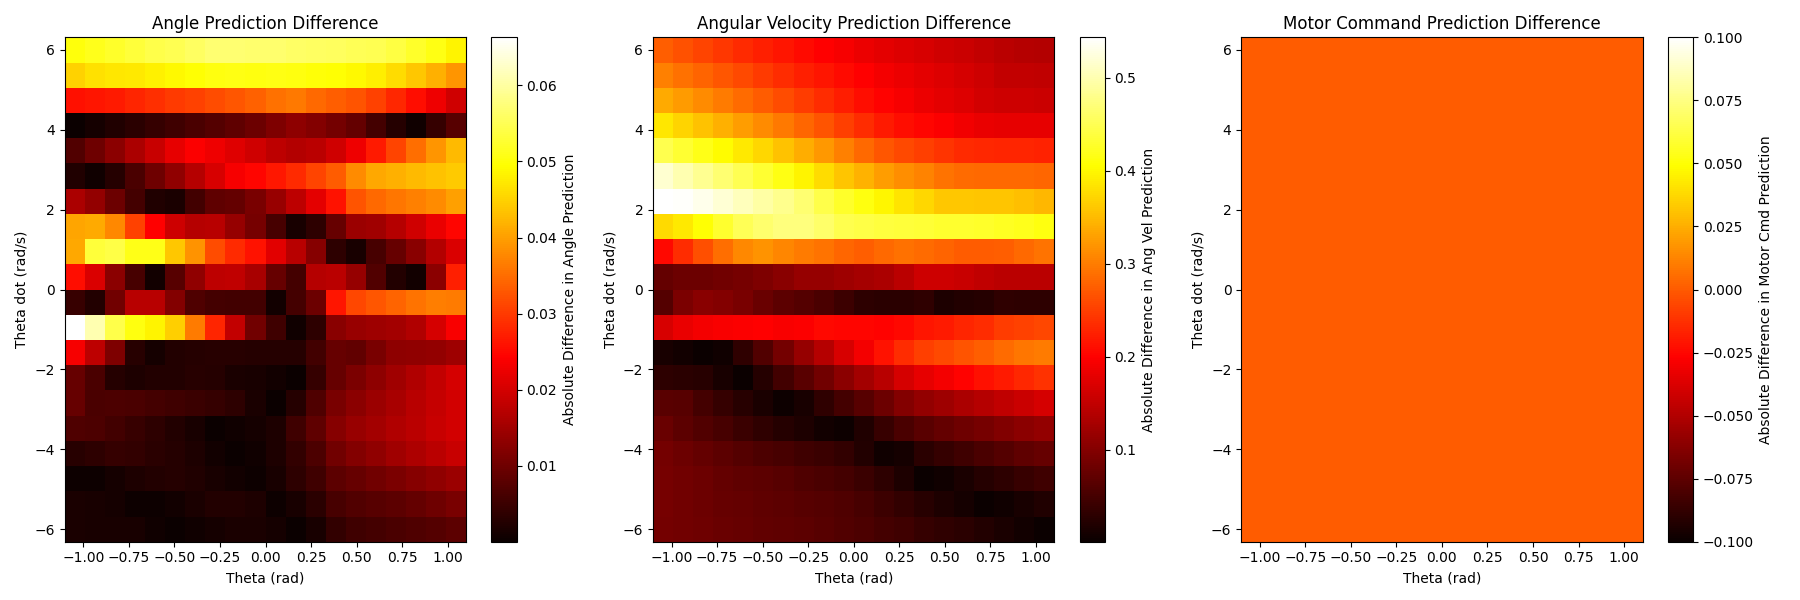 Angle Prediction Difference
6
4
2
0
−2
−4
−6
Theta dot (rad/s)
−1.00 −0.75 −0.50 −0.25 0.00 0.25 0.50 0.75 1.00
Theta (rad)
0.06
0.05
0.04
0.03
0.02
0.01
Absolute Difference in Angle Prediction
Angular Velocity Prediction Difference
6
4
2
0
−2
−4
−6
Theta dot (rad/s)
−1.00 −0.75 −0.50 −0.25 0.00 0.25 0.50 0.75 1.00
Theta (rad)
0.5
0.4
0.3
0.2
0.1
Absolute Difference in Ang Vel Prediction
Motor Command Prediction Difference
6
4
2
0
−2
−4
−6
Theta dot (rad/s)
−1.00 −0.75 −0.50 −0.25 0.00 0.25 0.50 0.75 1.00
Theta (rad)
0.100
0.075
0.050
0.025
0.000
−0.025
−0.050
−0.075
−0.100
Absolute Difference in Motor Cmd Prediction